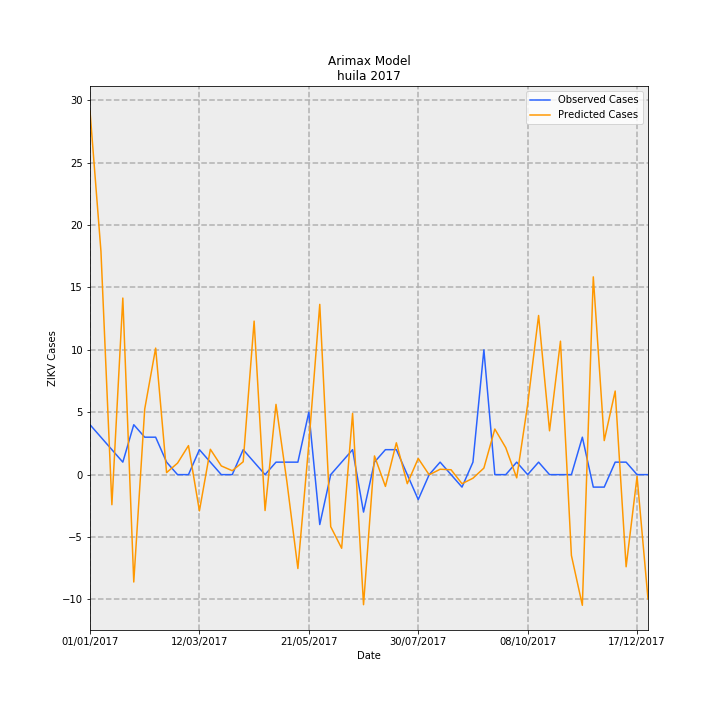 Arimax Model
huila 2017
Observed Cases
Predicted Cases
ZIKV Cases
30
25
20
15
10
5
0
−5
−10
01/01/2017 12/03/2017 21/05/2017 30/07/2017 08/10/2017 17/12/2017
Date